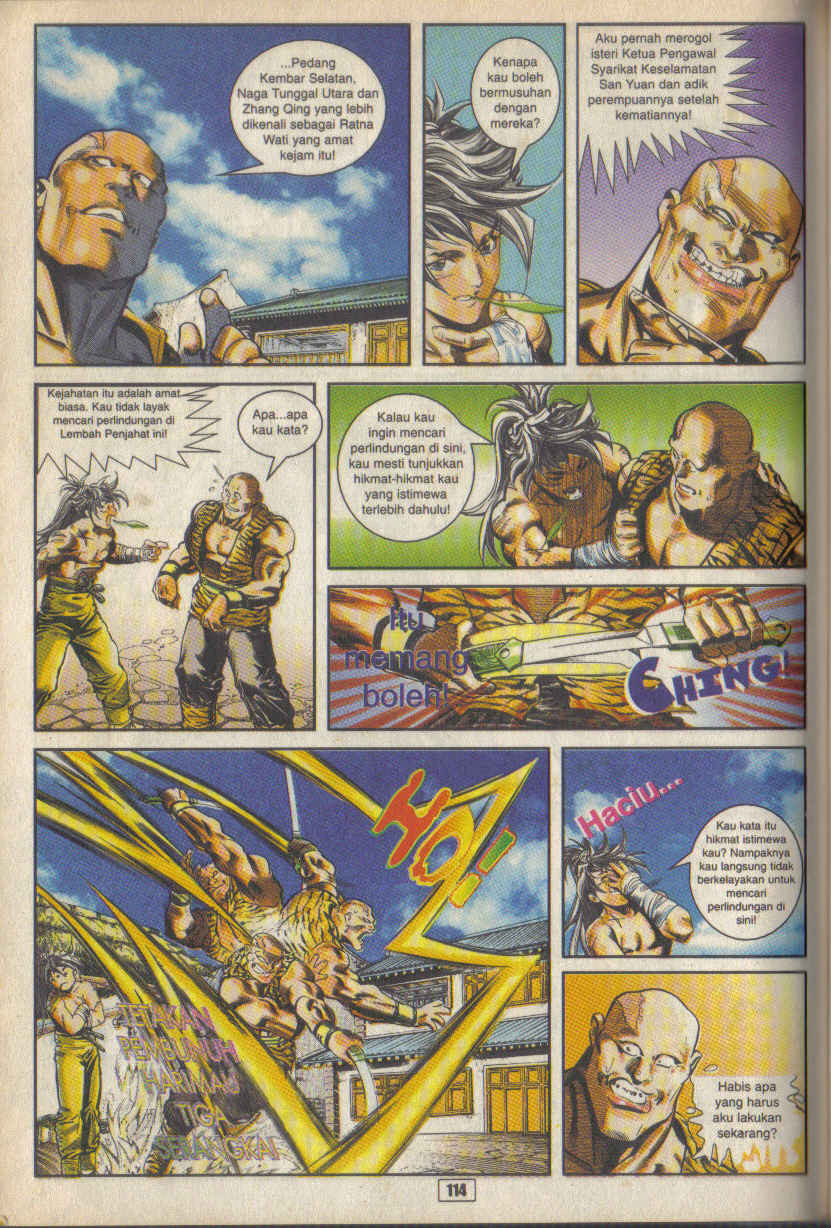 ...Pedang
Kembar Selatan,
Naga Tunggal Utara dan
Zhang Qing yang lebih
dikenali sebagai Ratna
Wati yang amat
kejam itu!
Kenapa
kau boleh
bermusuhan
dengan
mereka?
Aku pernah merogol
isteri Ketua Pengawal
Syarikat Keselamatan
San Yuan dan adik
perempuannya setelah
kematiannya!
Kejahatan itu adalah amat
biasa. Kau tidak layak
mencari perlindungan di
Lembah Penjahat ini!
Apa...apa
kau kata?
Kalau kau
ingin mencari
perlindungan di sini,
kau mesti tunjukkan
hikmat-hikmat kau
yang istimewa
terlebih dahulu!
Itu
memang
boleh!
CHING!
HO!!
TETAKAN
PEMBUNUH
HARIMAU
TIGA
SERANGKAI
Haciu...
Kau kata itu
hikmat istimewa
kau? Nampaknya
kau langsung tidak
berkelayakan untuk
mencari
perlindungan di
sini!
Habis apa
yang harus
aku lakukan
sekarang?
114